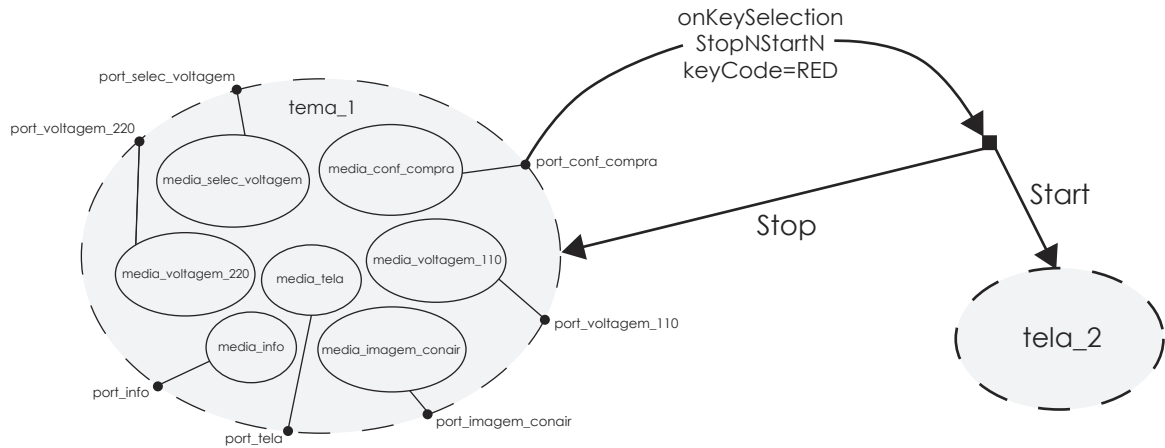 onKeySelection
StopNStartN
keyCode=RED
port_selec_voltagem
tema_1
port_voltagem_220
media_conf_compra
port_conf_compra
media_selec_voltagem
Start
Stop
media_voltagem_110
media_voltagem_220
media_tela
port_voltagem_110
tela_2
media_info
media_imagem_conair
port_info
port_imagem_conair
port_tela